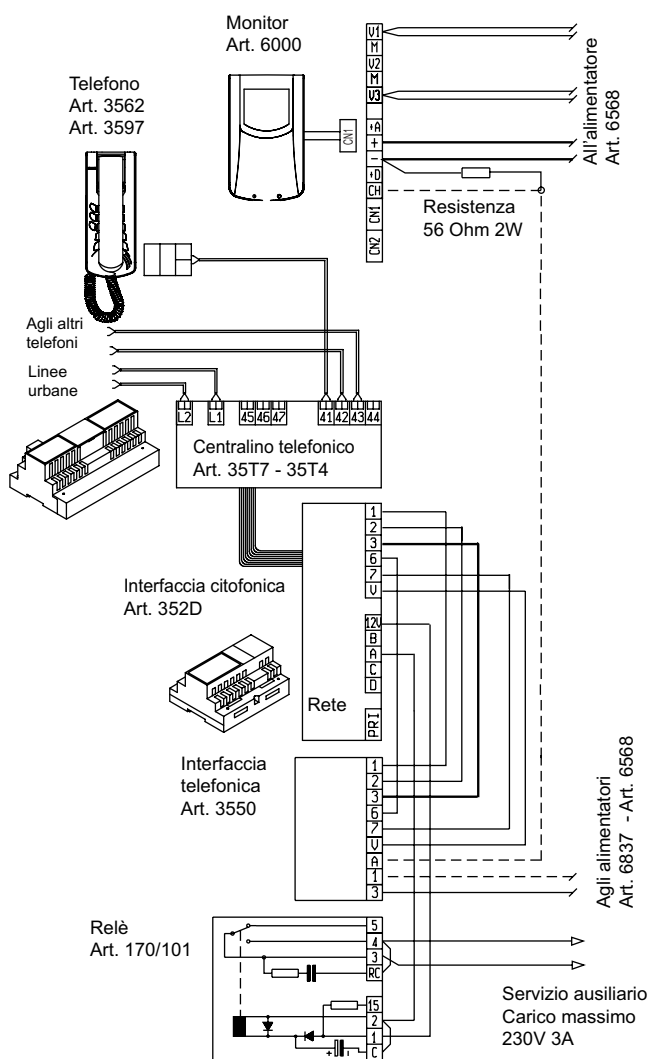 Monitor
Art. 6000
Telefono
Art. 3562
Art. 3597
V1
M
V2
M
V3
+A
+
−
+D
CH
CN1
CN2
CN1
All'alimentatore
Art. 6568
Resistenza
56 Ohm 2W
Agli altri
telefoni
Linee
urbane
L2 L1 45 46 47 41 42 43 44
Centralino telefonico
Art. 35T7 - 35T4
Interfaccia citofonica
Art. 352D
1
2
3
6
7
V
12V
B
A
C
D
PRI
Rete
Interfaccia
telefonica
Art. 3550
1
2
3
6
7
V
A
1
3
Agli alimentatori
Art. 6837 - Art. 6568
Relè
Art. 170/101
5
4
3
RC
15
2
1
C
+ -
Servizio ausiliario
Carico massimo
230V 3A